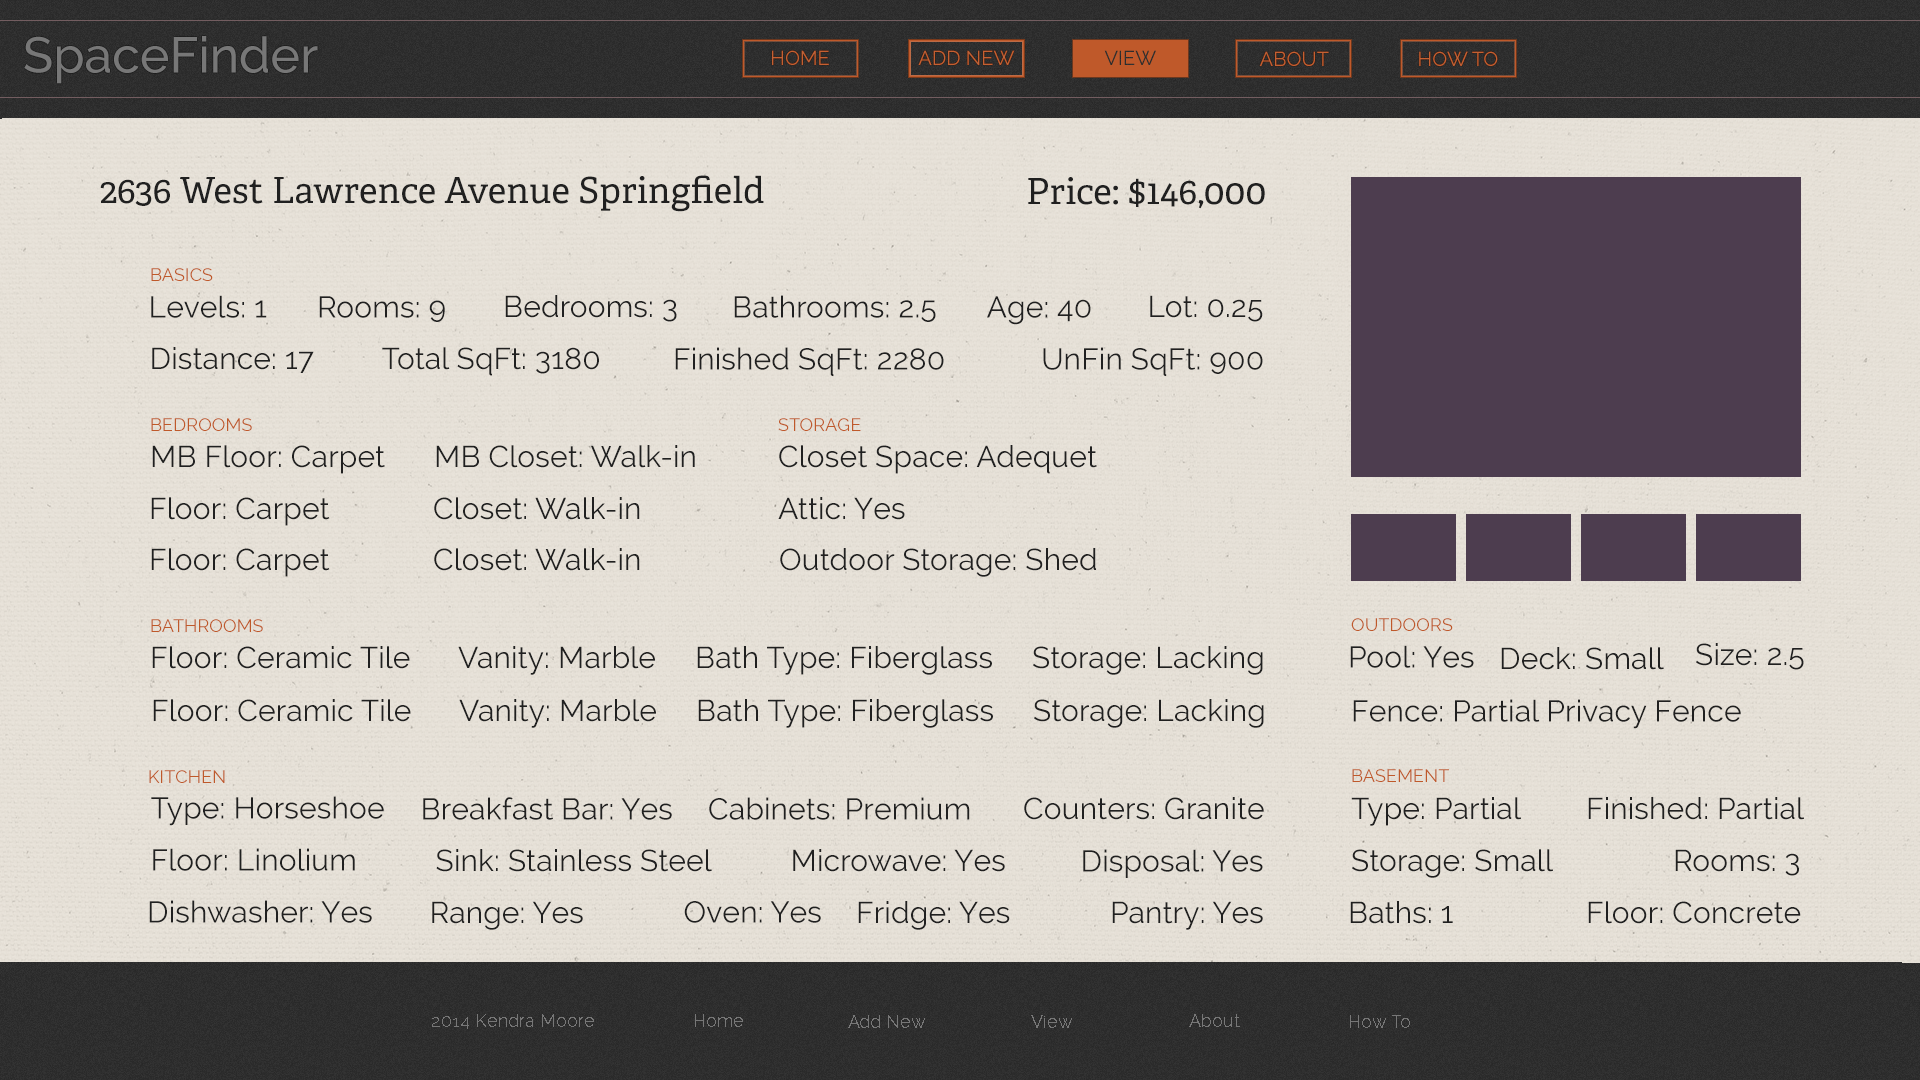 SpaceFinder
HOME ADD NEW VIEW ABOUT HOW TO
2636 West Lawrence Avenue Springfield Price: $146,000
BASICS
Levels: 1 Rooms: 9 Bedrooms: 3 Bathrooms: 2.5 Age: 40 Lot: 0.25
Distance: 17 Total SqFt: 3180 Finished SqFt: 2280 UnFin SqFt: 900
BEDROOMS
MB Floor: Carpet MB Closet: Walk-in
Floor: Carpet Closet: Walk-in
Floor: Carpet Closet: Walk-in
STORAGE
Closet Space: Adequet
Attic: Yes
Outdoor Storage: Shed
BATHROOMS
Floor: Ceramic Tile Vanity: Marble Bath Type: Fiberglass Storage: Lacking
Floor: Ceramic Tile Vanity: Marble Bath Type: Fiberglass Storage: Lacking
OUTDOORS
Pool: Yes Deck: Small Size: 2.5
Fence: Partial Privacy Fence
KITCHEN
Type: Horseshoe Breakfast Bar: Yes Cabinets: Premium Counters: Granite
Floor: Linolium Sink: Stainless Steel Microwave: Yes Disposal: Yes
Dishwasher: Yes Range: Yes Oven: Yes Fridge: Yes Pantry: Yes
BASEMENT
Type: Partial Finished: Partial
Storage: Small Rooms: 3
Baths: 1 Floor: Concrete
2014 Kendra Moore Home Add New View About How To